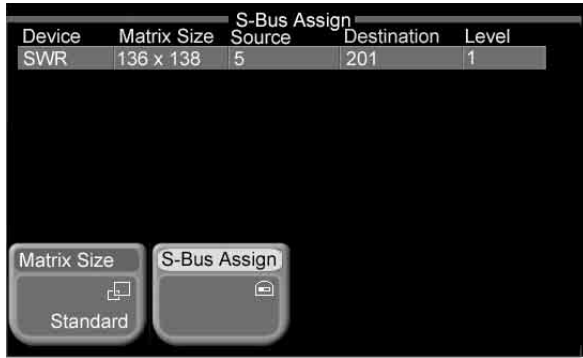 S-Bus Assign
Device Matrix Size Source Destination Level
SWR 136 x 138 5 201 1
Matrix Size S-Bus Assign
Standard